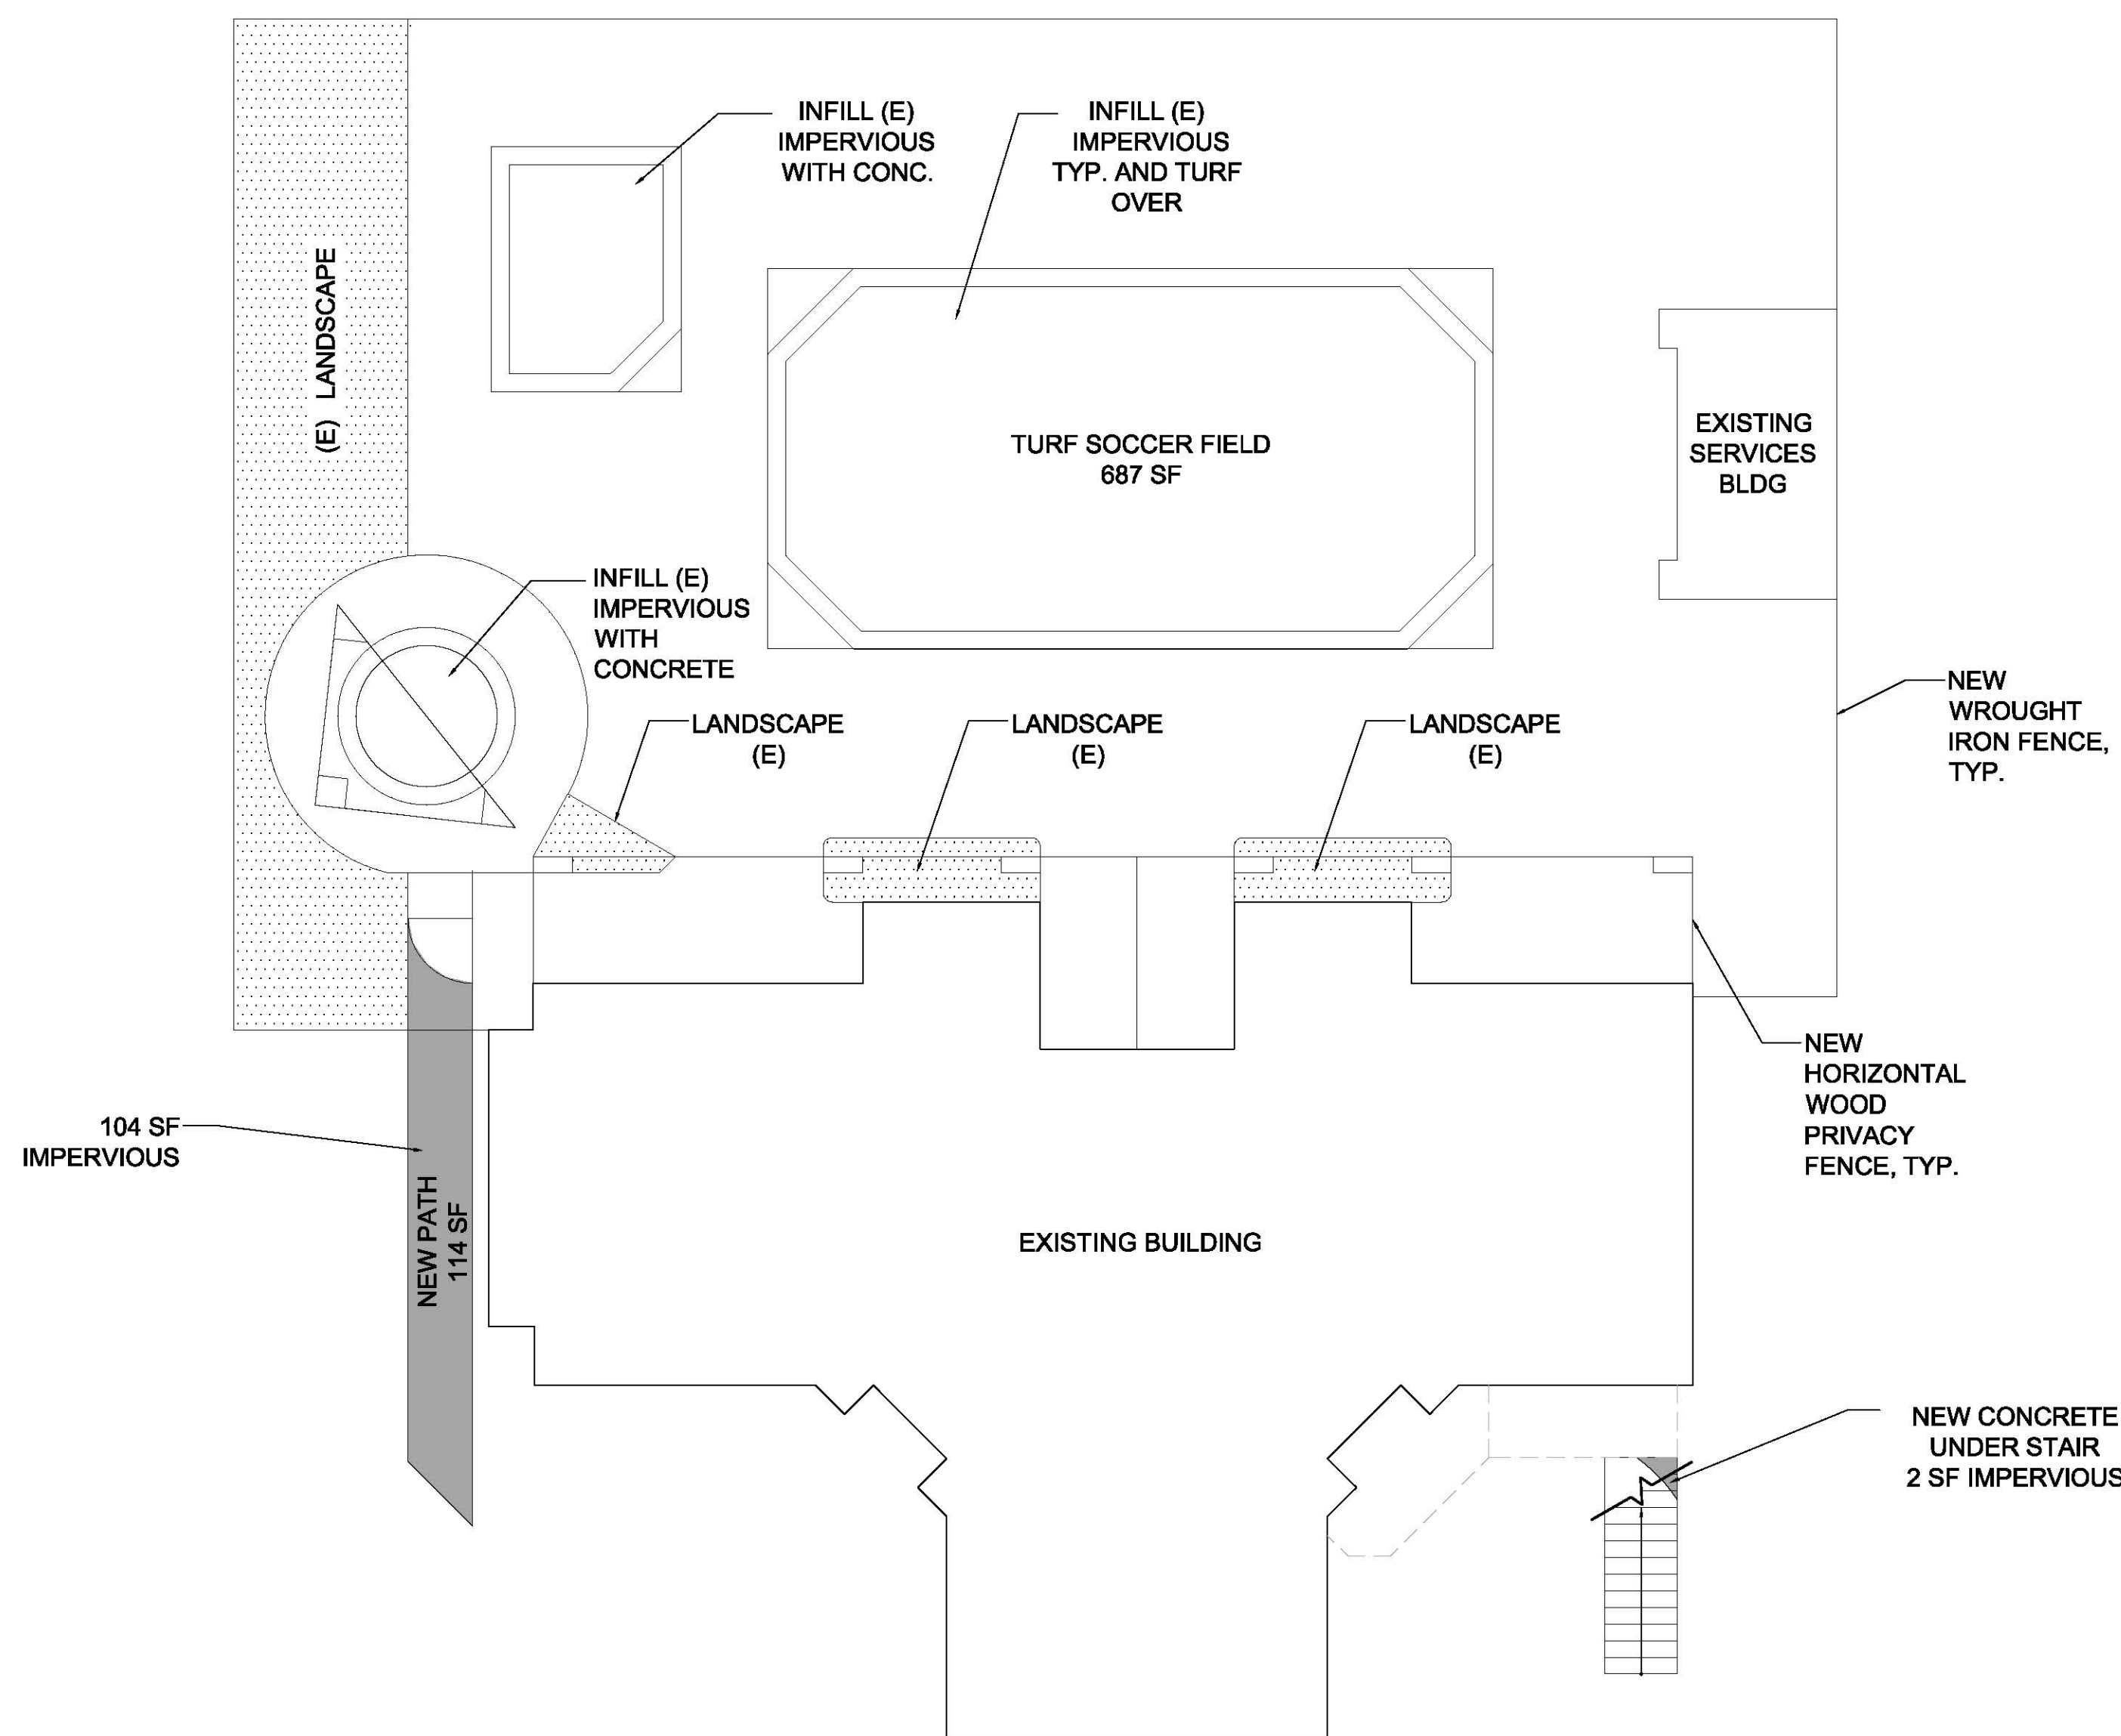 INFILL (E)
IMPERVIOUS
WITH CONC.
INFILL (E)
IMPERVIOUS
TYP. AND TURF
OVER
(E) LANDSCAPE
TURF SOCCER FIELD
687 SF
EXISTING
SERVICES
BLDG
INFILL (E)
IMPERVIOUS
WITH
CONCRETE
LANDSCAPE
(E)
LANDSCAPE
(E)
LANDSCAPE
(E)
NEW
WROUGHT
IRON FENCE,
TYP.
NEW
HORIZONTAL
WOOD
PRIVACY
FENCE, TYP.
104 SF
IMPERVIOUS
NEW PATH
114 SF
EXISTING BUILDING
NEW CONCRETE
UNDER STAIR
2 SF IMPERVIOUS